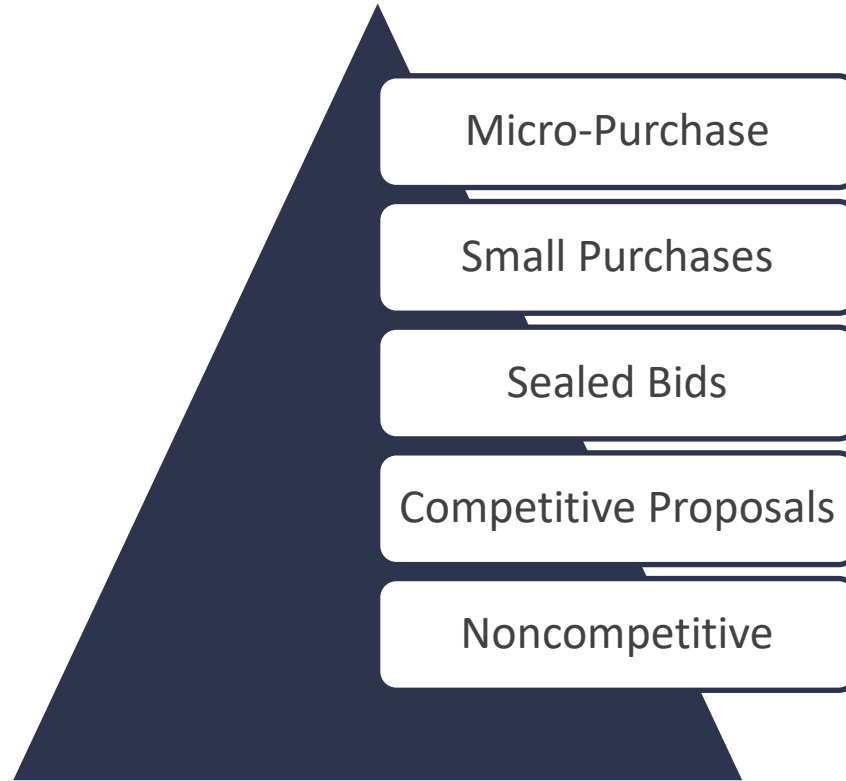 Micro-Purchase
Small Purchases
Sealed Bids
Competitive Proposals
Noncompetitive